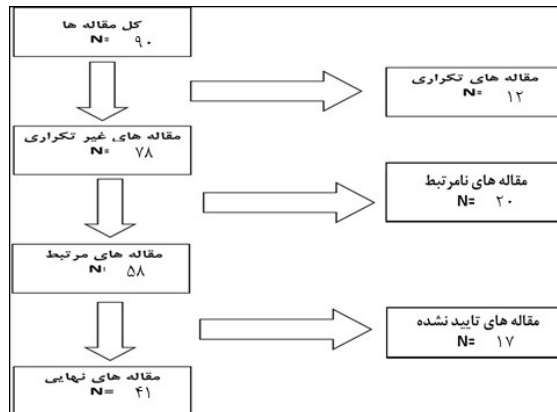 کل مقاله ها
N= ۹۰
مقاله های تکراری
N= ۱۲
مقاله های غیر تکراری
N= ۷۸
مقاله های نامرتبط
N= ۲۰
مقاله های مرتبط
N= ۵۸
مقاله های تایید نشده
N= ۱۷
مقاله های نهایی
N= ۴۱